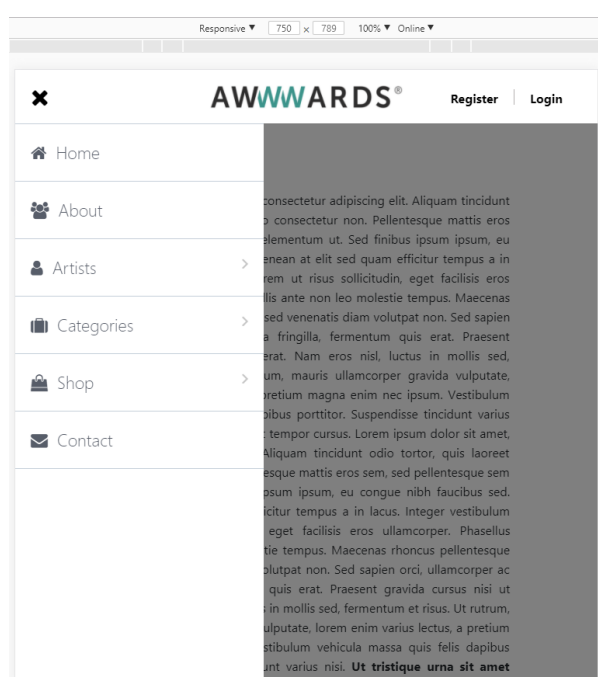 Responsive ▼ 750 x 789 100% ▼ Online ▼
AWWWARDS®
Register
Login
Home
About
Artists
Categories
Shop
Contact
consectetur adipiscing elit. Aliquam tincidunt
consectetur non. Pellentesque mattis eros
elementum ut. Sed finibus ipsum ipsum, eu
enean at elit sed quam efficitur tempus a in
rem ut risus sollicitudin, eget facilisis eros
llis ante non leo molestie tempus. Maecenas
sed venenatis diam volutpat non. Sed sapien
a fringilla, fermentum quis erat. Praesent
erat. Nam eros nisl, luctus in mollis sed,
um, mauris ullamcorper gravida vulputate,
pretium magna enim nec ipsum. Vestibulum
pibus porttitor. Suspendisse tincidunt varius
tempor cursus. Lorem ipsum dolor sit amet,
Aliquam tincidunt odio tortor, quis laoreet
esque mattis eros sem, sed pellentesque sem
psum ipsum, eu congue nibh faucibus sed.
icitur tempus a in lacus. Integer vestibulum
eget facilisis eros ullamcorper. Phasellus
tie tempus. Maecenas rhoncus pellentesque
olutpat non. Sed sapien orci, ullamcorper ac
quis erat. Praesent gravida cursus nisi ut
in mollis sed, fermentum et risus. Ut rutrum,
ulputate, lorem enim varius lectus, a pretium
stibulum vehicula massa quis felis dapibus
unt varius nisi. Ut tristique urna sit amet